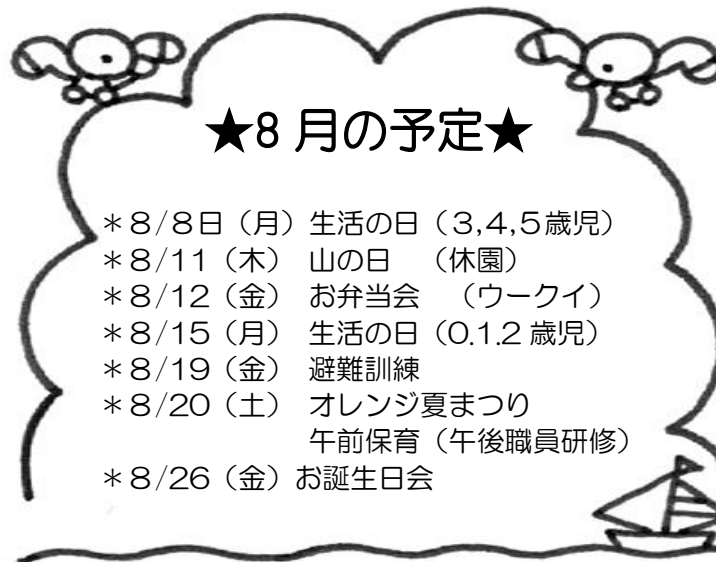 ★8月の予定★
＊8/8日（月）生活の日（3,4,5歳児）
＊8/11（木）　山の日　（休園）
＊8/12（金）　お弁当会　（ウークイ）
＊8/15（月）　生活の日（0.1.2歳児）
＊8/19（金）　避難訓練
＊8/20（土）　オレンジ夏まつり
午前保育（午後職員研修）
＊8/26（金）お誕生日会